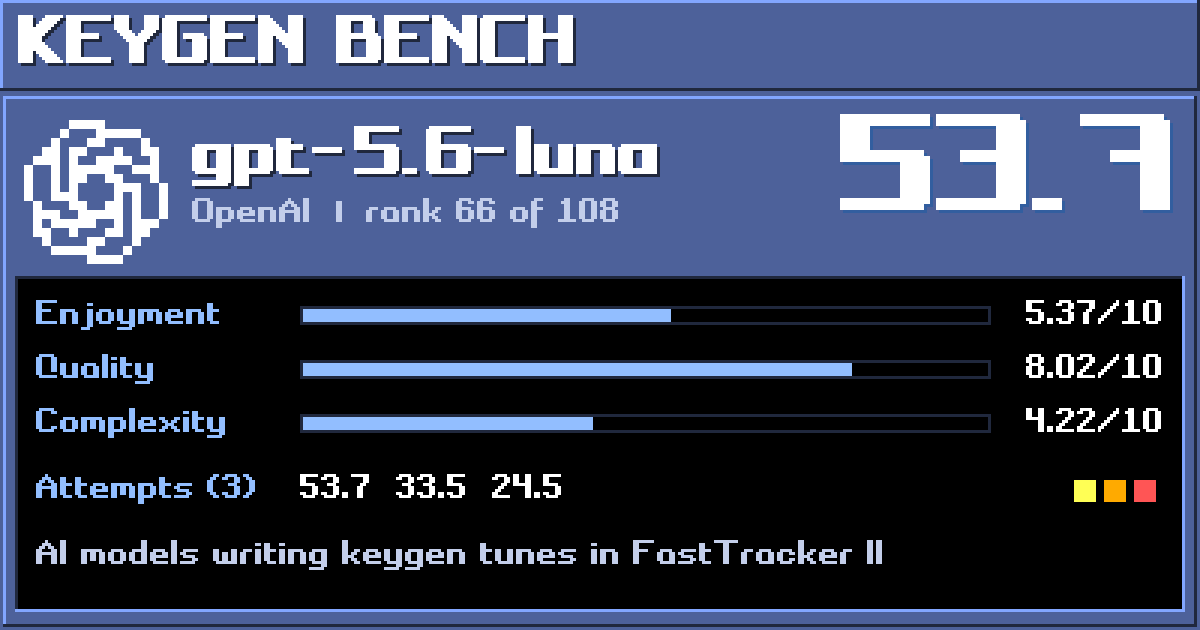 KEYGEN BENCH
gpt-5.6-luna
OpenAI | rank 66 of 108
53.7
Enjoyment 5.37/10
Quality 8.02/10
Complexity 4.22/10
Attempts (3) 53.7 33.5 24.5
AI models writing keygen tunes in FastTracker II